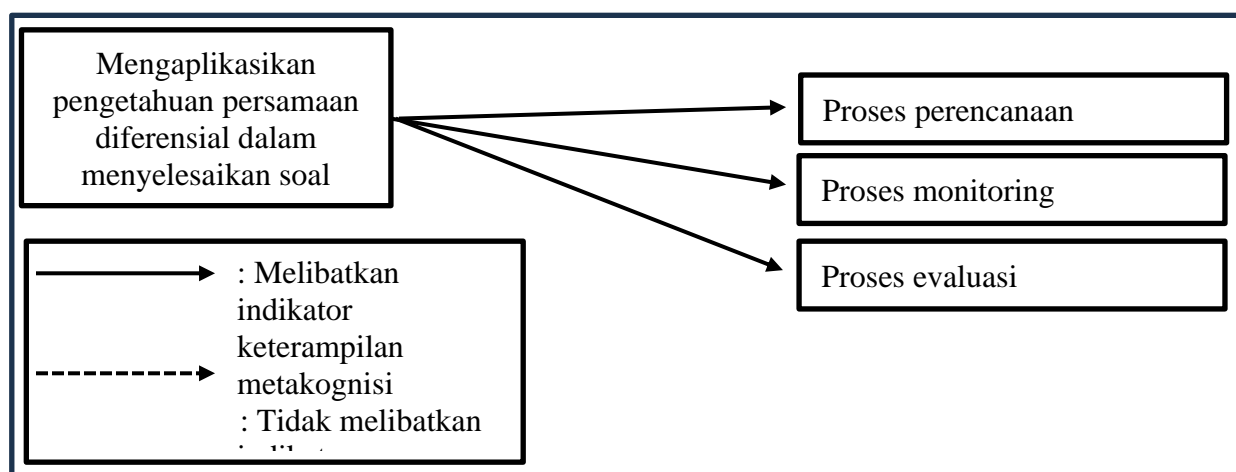 Mengaplikasikan
pengetahuan persamaan
diferensial dalam
menyelesaikan soal
Proses perencanaan
Proses monitoring
Proses evaluasi
: Melibatkan
indikator
keterampilan
metakognisi
: Tidak melibatkan